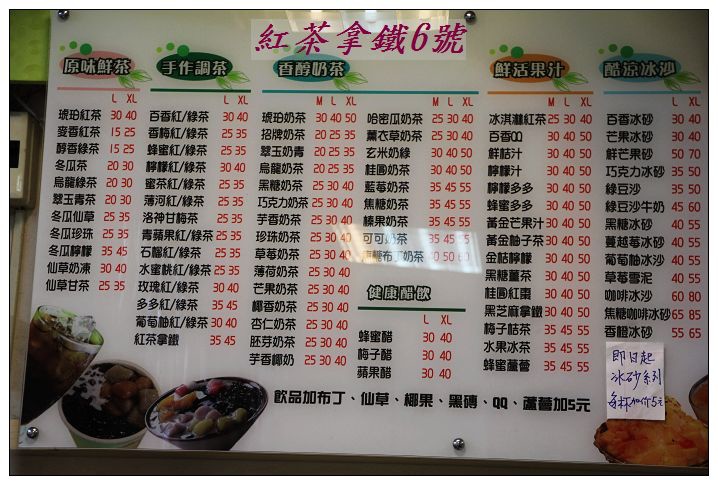 紅茶拿鐵6號
原味鮮茶
L XL
琥珀紅茶 30 40
麥香紅茶 15 25
醇香綠茶 15 25
冬瓜茶 20 30
烏龍綠茶 20 30
翠玉青茶 20 30
冬瓜仙草 25 35
冬瓜珍珠 25 35
冬瓜檸檬 35 45
仙草奶凍 30 40
仙草甘茶 25 35
手作調茶
L XL
百香紅/綠茶 30 40
香梅紅/綠茶 25 35
蜂蜜紅/綠茶 25 35
檸檬紅/綠茶 30 40
蜜茶紅/綠茶 25 35
薄河紅/綠茶 25 35
洛神甘梅茶 25 35
青蘋果紅/綠茶 25 35
石榴紅/綠茶 25 35
水蜜桃紅/綠茶 25 35
玫瑰紅/綠茶 30 40
多多紅/綠茶 35 45
葡萄柚紅/綠茶 30 40
紅茶拿鐵 35 45
香醇奶茶
M L XL
琥珀奶茶 30 40 50
招牌奶茶 20 25 35
翠玉奶青 20 30 40
烏龍奶茶 25 30 40
黑糖奶茶 25 30 40
巧克力奶茶 25 30 40
芋香奶茶 25 30 40
珍珠奶茶 25 30 40
草莓奶茶 25 30 40
薄荷奶茶 25 30 40
芒果奶茶 25 30 40
椰香奶茶 25 30 40
杏仁奶茶 25 30 40
胚芽奶茶 25 30 40
芋香椰奶 25 30 40
M L XL
哈密瓜奶茶 25 30 40
薰衣草奶茶 25 30 40
玄米奶綠 30 40 50
桂圓奶茶 30 40 50
藍莓奶茶 35 45 55
焦糖奶茶 35 45 55
榛果奶茶 35 45 55
可可奶茶 35 45 55
糖布丁奶茶 40 50 60
健康醋飲
L XL
蜂蜜醋 30 40
梅子醋 30 40
蘋果醋 30 40
鮮活果汁
M L XL
冰淇淋紅茶 25 30 40
百香QQ 30 40 50
鮮桔汁 30 40 50
檸檬汁 30 40 50
檸檬多多 30 40 50
蜂蜜多多 30 40 50
黃金芒果汁 30 40 50
黃金柚子茶 30 40 50
金桔檸檬 30 40 50
黑糖薑茶 30 40 50
桂圓紅棗 30 40 50
黑芝麻拿鐵 30 40 50
梅子桔茶 35 45 55
水果冰茶 35 45 55
蜂蜜蘆薈 35 45 55
酷涼冰沙
L XL
百香冰砂 30 40
芒果冰砂 30 40
鮮芒果砂 50 70
巧克力冰砂 35 50
綠豆沙 35 50
綠豆沙牛奶 45 60
黑糖冰砂 40 55
蔓越莓冰砂 40 55
葡萄柚冰沙 40 55
草莓雪泥 40 55
咖啡冰沙 60 80
焦糖咖啡冰砂 65 85
香橙冰砂 55 65
即日起
冰砂系列
每杯加价5元
飲品加布丁、仙草、椰果、黑磚、QQ、蘆薈加5元